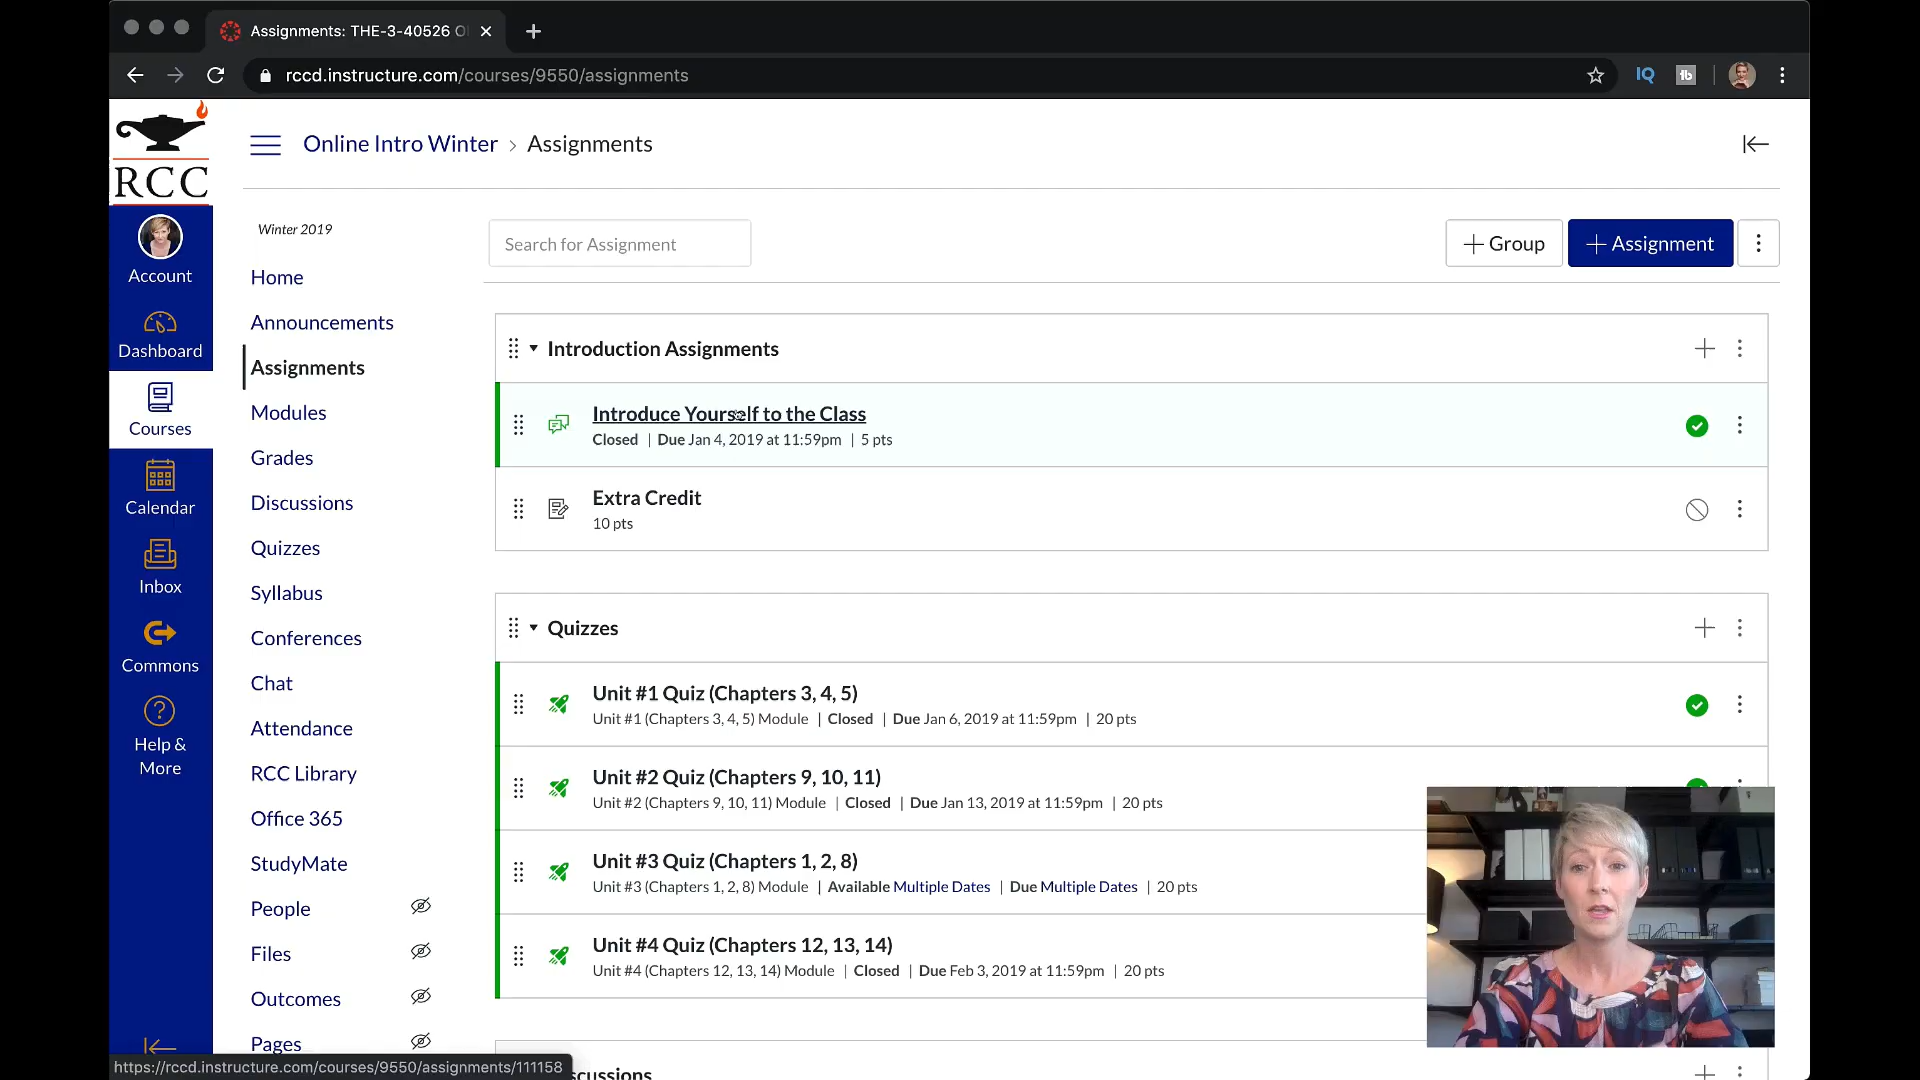 Assignments: THE-3-40526 O
rccd.instructure.com/courses/9550/assignments
IQ
tb
RCC
Online Intro Winter > Assignments
Account
Dashboard
Courses
Calendar
Inbox
Commons
Help &
More
Winter 2019
Home
Announcements
Assignments
Modules
Grades
Discussions
Quizzes
Syllabus
Conferences
Chat
Attendance
RCC Library
Office 365
StudyMate
People
Files
Outcomes
Pages
Search for Assignment
+ Group
+ Assignment
Introduction Assignments
Introduce Yourself to the Class
Closed | Due Jan 4, 2019 at 11:59pm | 5 pts
Extra Credit
10 pts
Quizzes
Unit #1 Quiz (Chapters 3, 4, 5)
Unit #1 (Chapters 3, 4, 5) Module | Closed | Due Jan 6, 2019 at 11:59pm | 20 pts
Unit #2 Quiz (Chapters 9, 10, 11)
Unit #2 (Chapters 9, 10, 11) Module | Closed | Due Jan 13, 2019 at 11:59pm | 20 pts
Unit #3 Quiz (Chapters 1, 2, 8)
Unit #3 (Chapters 1, 2, 8) Module | Available Multiple Dates | Due Multiple Dates | 20 pts
Unit #4 Quiz (Chapters 12, 13, 14)
Unit #4 (Chapters 12, 13, 14) Module | Closed | Due Feb 3, 2019 at 11:59pm | 20 pts
scussions
https://rccd.instructure.com/courses/9550/assignments/111158